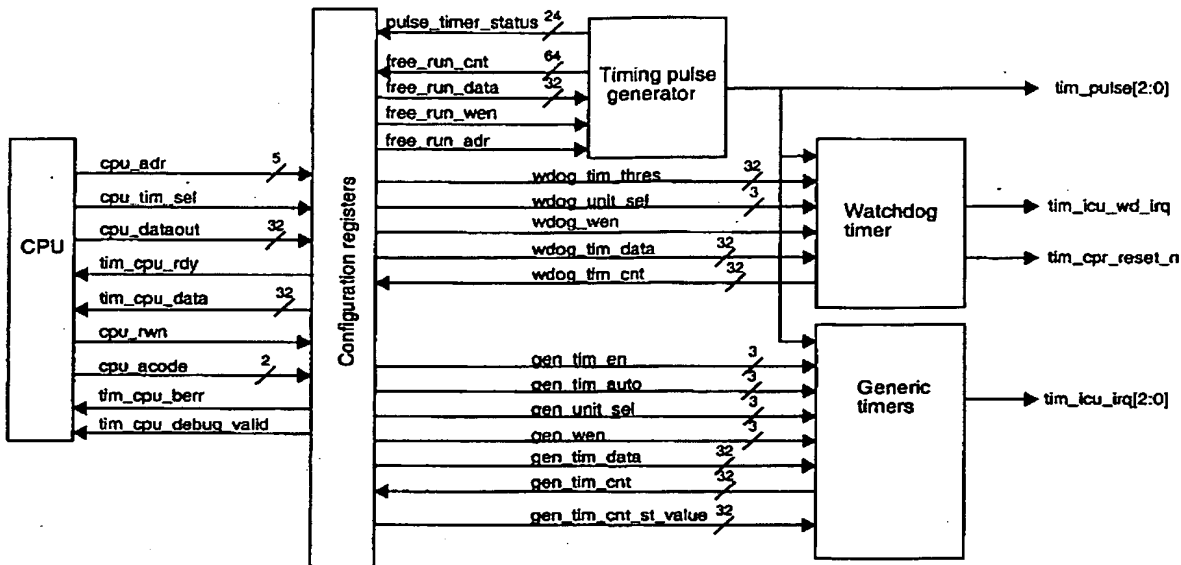 CPU
cpu_adr
5
cpu_tim_sel
cpu_dataout
32
tim_cpu_rdy
tim_cpu_data
32
cpu_rwn
cpu_acode
2
tim_cpu_berr
tim_cpu_debug_valid
Configuration registers
pulse_timer_status
24
free_run_cnt
64
free_run_data
32
free_run_wen
free_run_adr
Timing pulse
generator
tim_pulse[2:0]
wdog_tim_thres
32
wdog_unit_sel
3
wdog_wen
wdog_tim_data
32
wdog_tim_cnt
32
Watchdog
timer
tim_icu_wd_irq
tim_cpr_reset_n
gen_tim_en
3
gen_tim_auto
3
gen_unit_sel
3
gen_wen
3
gen_tim_data
32
gen_tim_cnt
32
gen_tim_cnt_st_value
32
Generic
timers
tim_icu_irq[2:0]